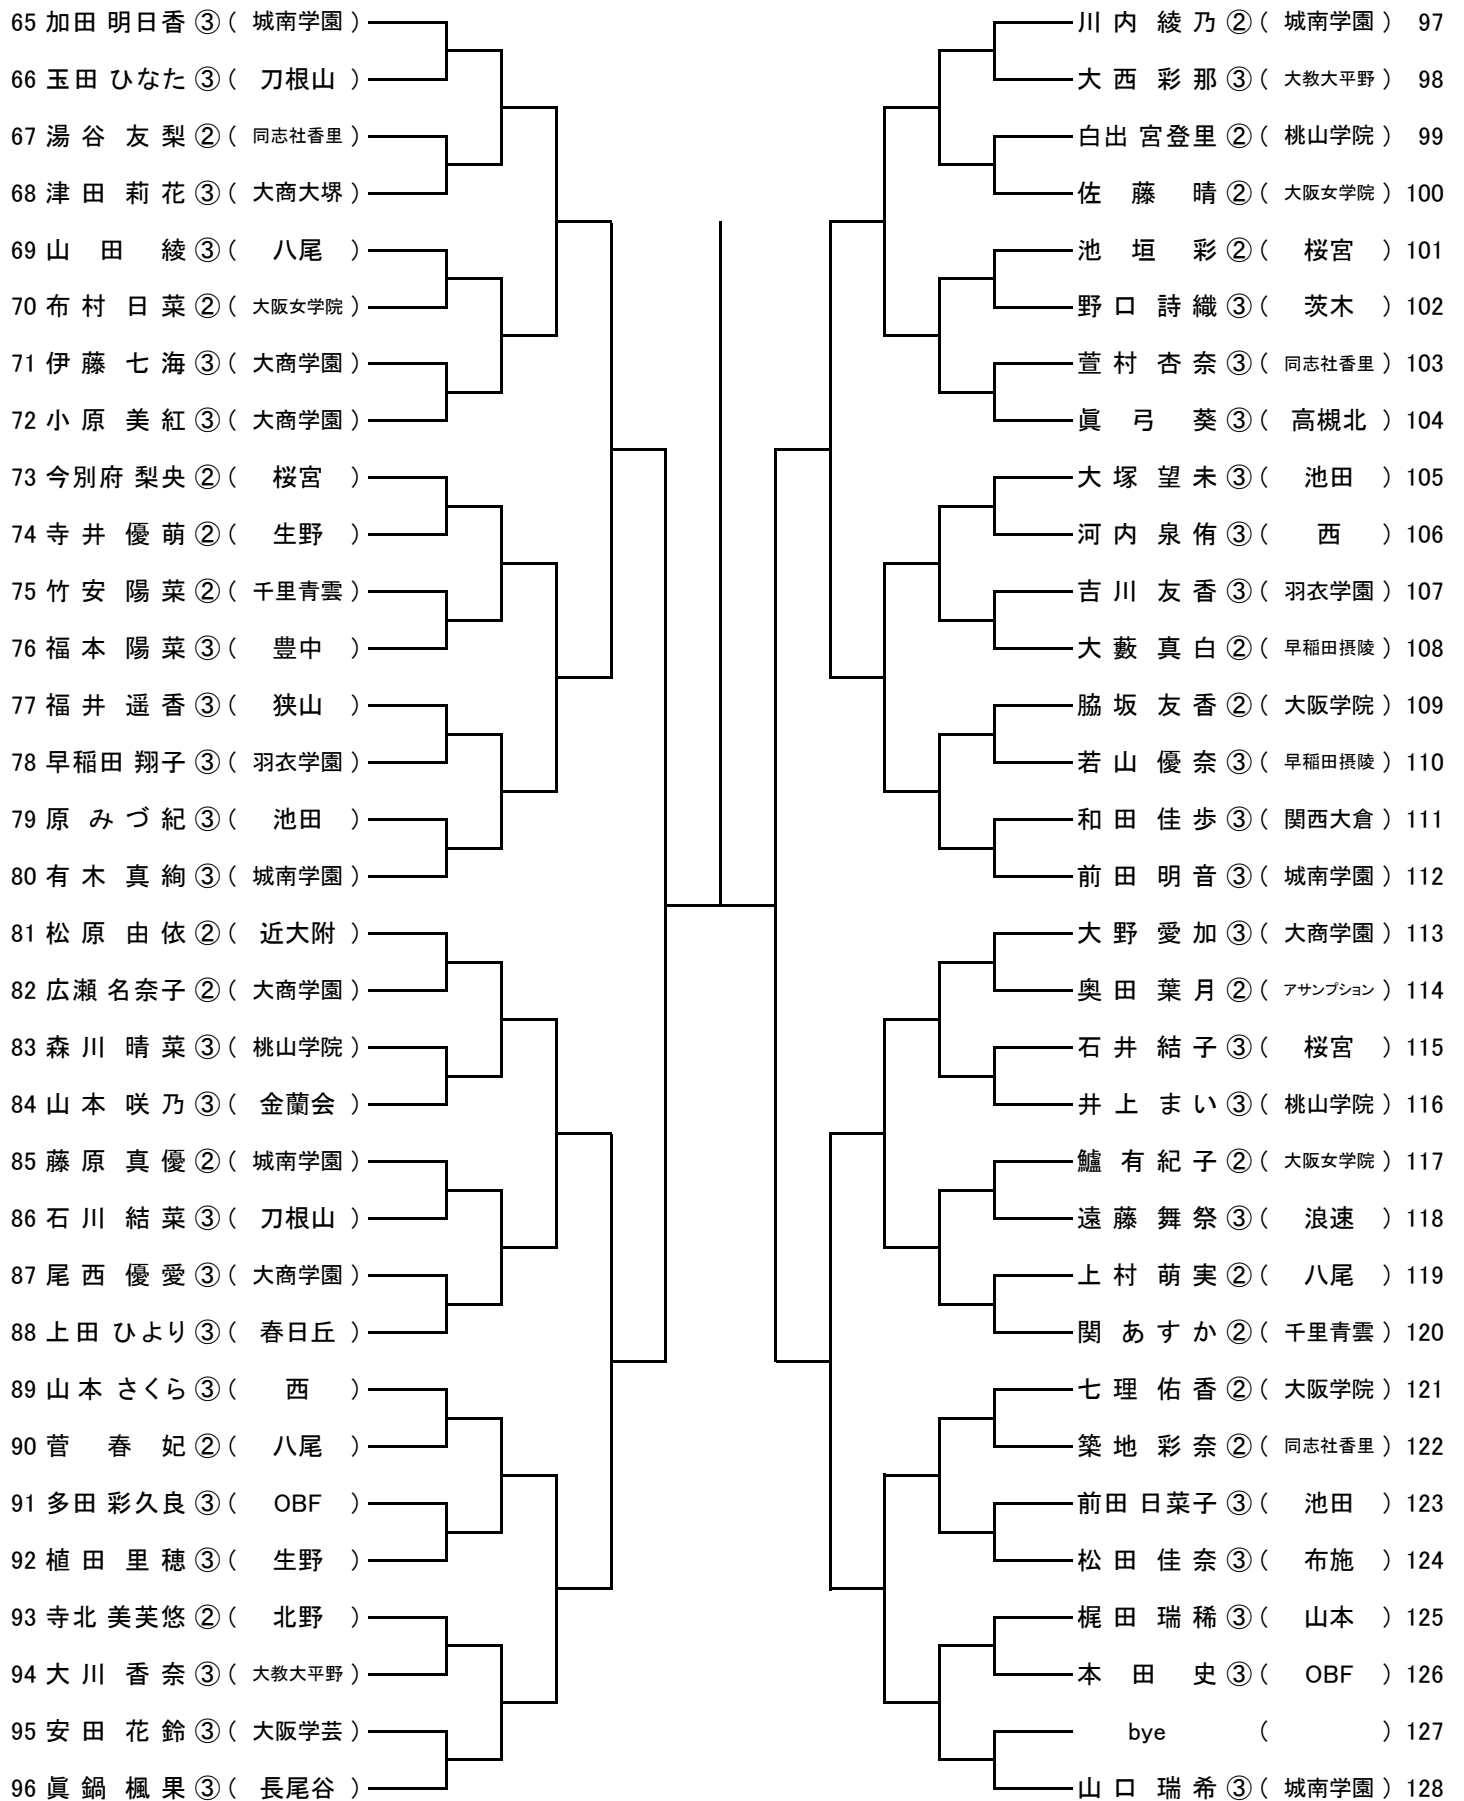 65 加田 明日香 ③ ( 城南学園 )
66 玉田 ひなた ③ ( 刀根山 )
67 湯谷 友梨 ② ( 同志社香里 )
68 津田 莉花 ③ ( 大商大堺 )
69 山田 綾 ③ ( 八尾 )
70 布村 日菜 ② ( 大阪女学院 )
71 伊藤 七海 ③ ( 大商学園 )
72 小原 美紅 ③ ( 大商学園 )
73 今別府 梨央 ② ( 桜宮 )
74 寺井 優萌 ② ( 生野 )
75 竹安 陽菜 ② ( 千里青雲 )
76 福本 陽菜 ③ ( 豊中 )
77 福井 遥香 ③ ( 狭山 )
78 早稲田 翔子 ③ ( 羽衣学園 )
79 原 みづ紀 ③ ( 池田 )
80 有木 真絢 ③ ( 城南学園 )
81 松原 由依 ② ( 近大附 )
82 広瀬 名奈子 ② ( 大商学園 )
83 森川 晴菜 ③ ( 桃山学院 )
84 山本 咲乃 ③ ( 金蘭会 )
85 藤原 真優 ② ( 城南学園 )
86 石川 結菜 ③ ( 刀根山 )
87 尾西 優愛 ③ ( 大商学園 )
88 上田 ひより ③ ( 春日丘 )
89 山本 さくら ③ ( 西 )
90 菅 春妃 ② ( 八尾 )
91 多田 彩久良 ③ ( OBF )
92 植田 里穂 ③ ( 生野 )
93 寺北 美芙悠 ② ( 北野 )
94 大川 香奈 ③ ( 大教大平野 )
95 安田 花鈴 ③ ( 大阪学芸 )
96 眞鍋 楓果 ③ ( 長尾谷 )
川内 綾乃 ② ( 城南学園 ) 97
大西 彩那 ③ ( 大教大平野 ) 98
白出 宮登里 ② ( 桃山学院 ) 99
佐藤 晴 ② ( 大阪女学院 ) 100
池垣 彩 ② ( 桜宮 ) 101
野口 詩織 ③ ( 茨木 ) 102
萱村 杏奈 ③ ( 同志社香里 ) 103
眞弓 葵 ③ ( 高槻北 ) 104
大塚 望未 ③ ( 池田 ) 105
河内 泉侑 ③ ( 西 ) 106
吉川 友香 ③ ( 羽衣学園 ) 107
大藪 真白 ② ( 早稲田摂陵 ) 108
脇坂 友香 ② ( 大阪学院 ) 109
若山 優奈 ③ ( 早稲田摂陵 ) 110
和田 佳歩 ③ ( 関西大倉 ) 111
前田 明音 ③ ( 城南学園 ) 112
大野 愛加 ③ ( 大商学園 ) 113
奥田 葉月 ② ( アサンプション ) 114
石井 結子 ③ ( 桜宮 ) 115
井上 まい ③ ( 桃山学院 ) 116
鱸 有紀子 ② ( 大阪女学院 ) 117
遠藤 舞祭 ③ ( 浪速 ) 118
上村 萌実 ② ( 八尾 ) 119
関 あすか ② ( 千里青雲 ) 120
七理 佑香 ② ( 大阪学院 ) 121
築地 彩奈 ② ( 同志社香里 ) 122
前田 日菜子 ③ ( 池田 ) 123
松田 佳奈 ③ ( 布施 ) 124
梶田 瑞稀 ③ ( 山本 ) 125
本田 史 ③ ( OBF ) 126
bye ( ) 127
山口 瑞希 ③ ( 城南学園 ) 128